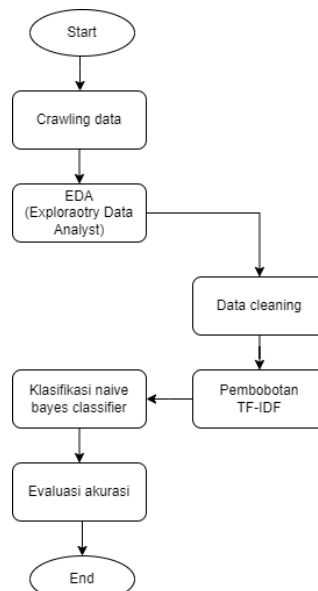 Start
Crawling data
EDA
(Exploraotry Data
Analyst)
Data cleaning
Pembobotan
TF-IDF
Klasifikasi naive
bayes classifier
Evaluasi akurasi
End